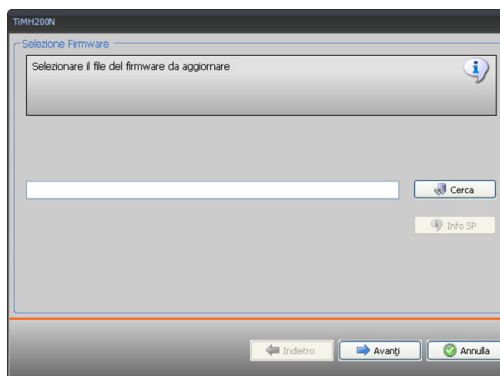 TiMH200N
Selezione Firmware
Selezionare il file del firmware da aggiornare
Cerca
Info SP
Indietro
Avanti
Annulla